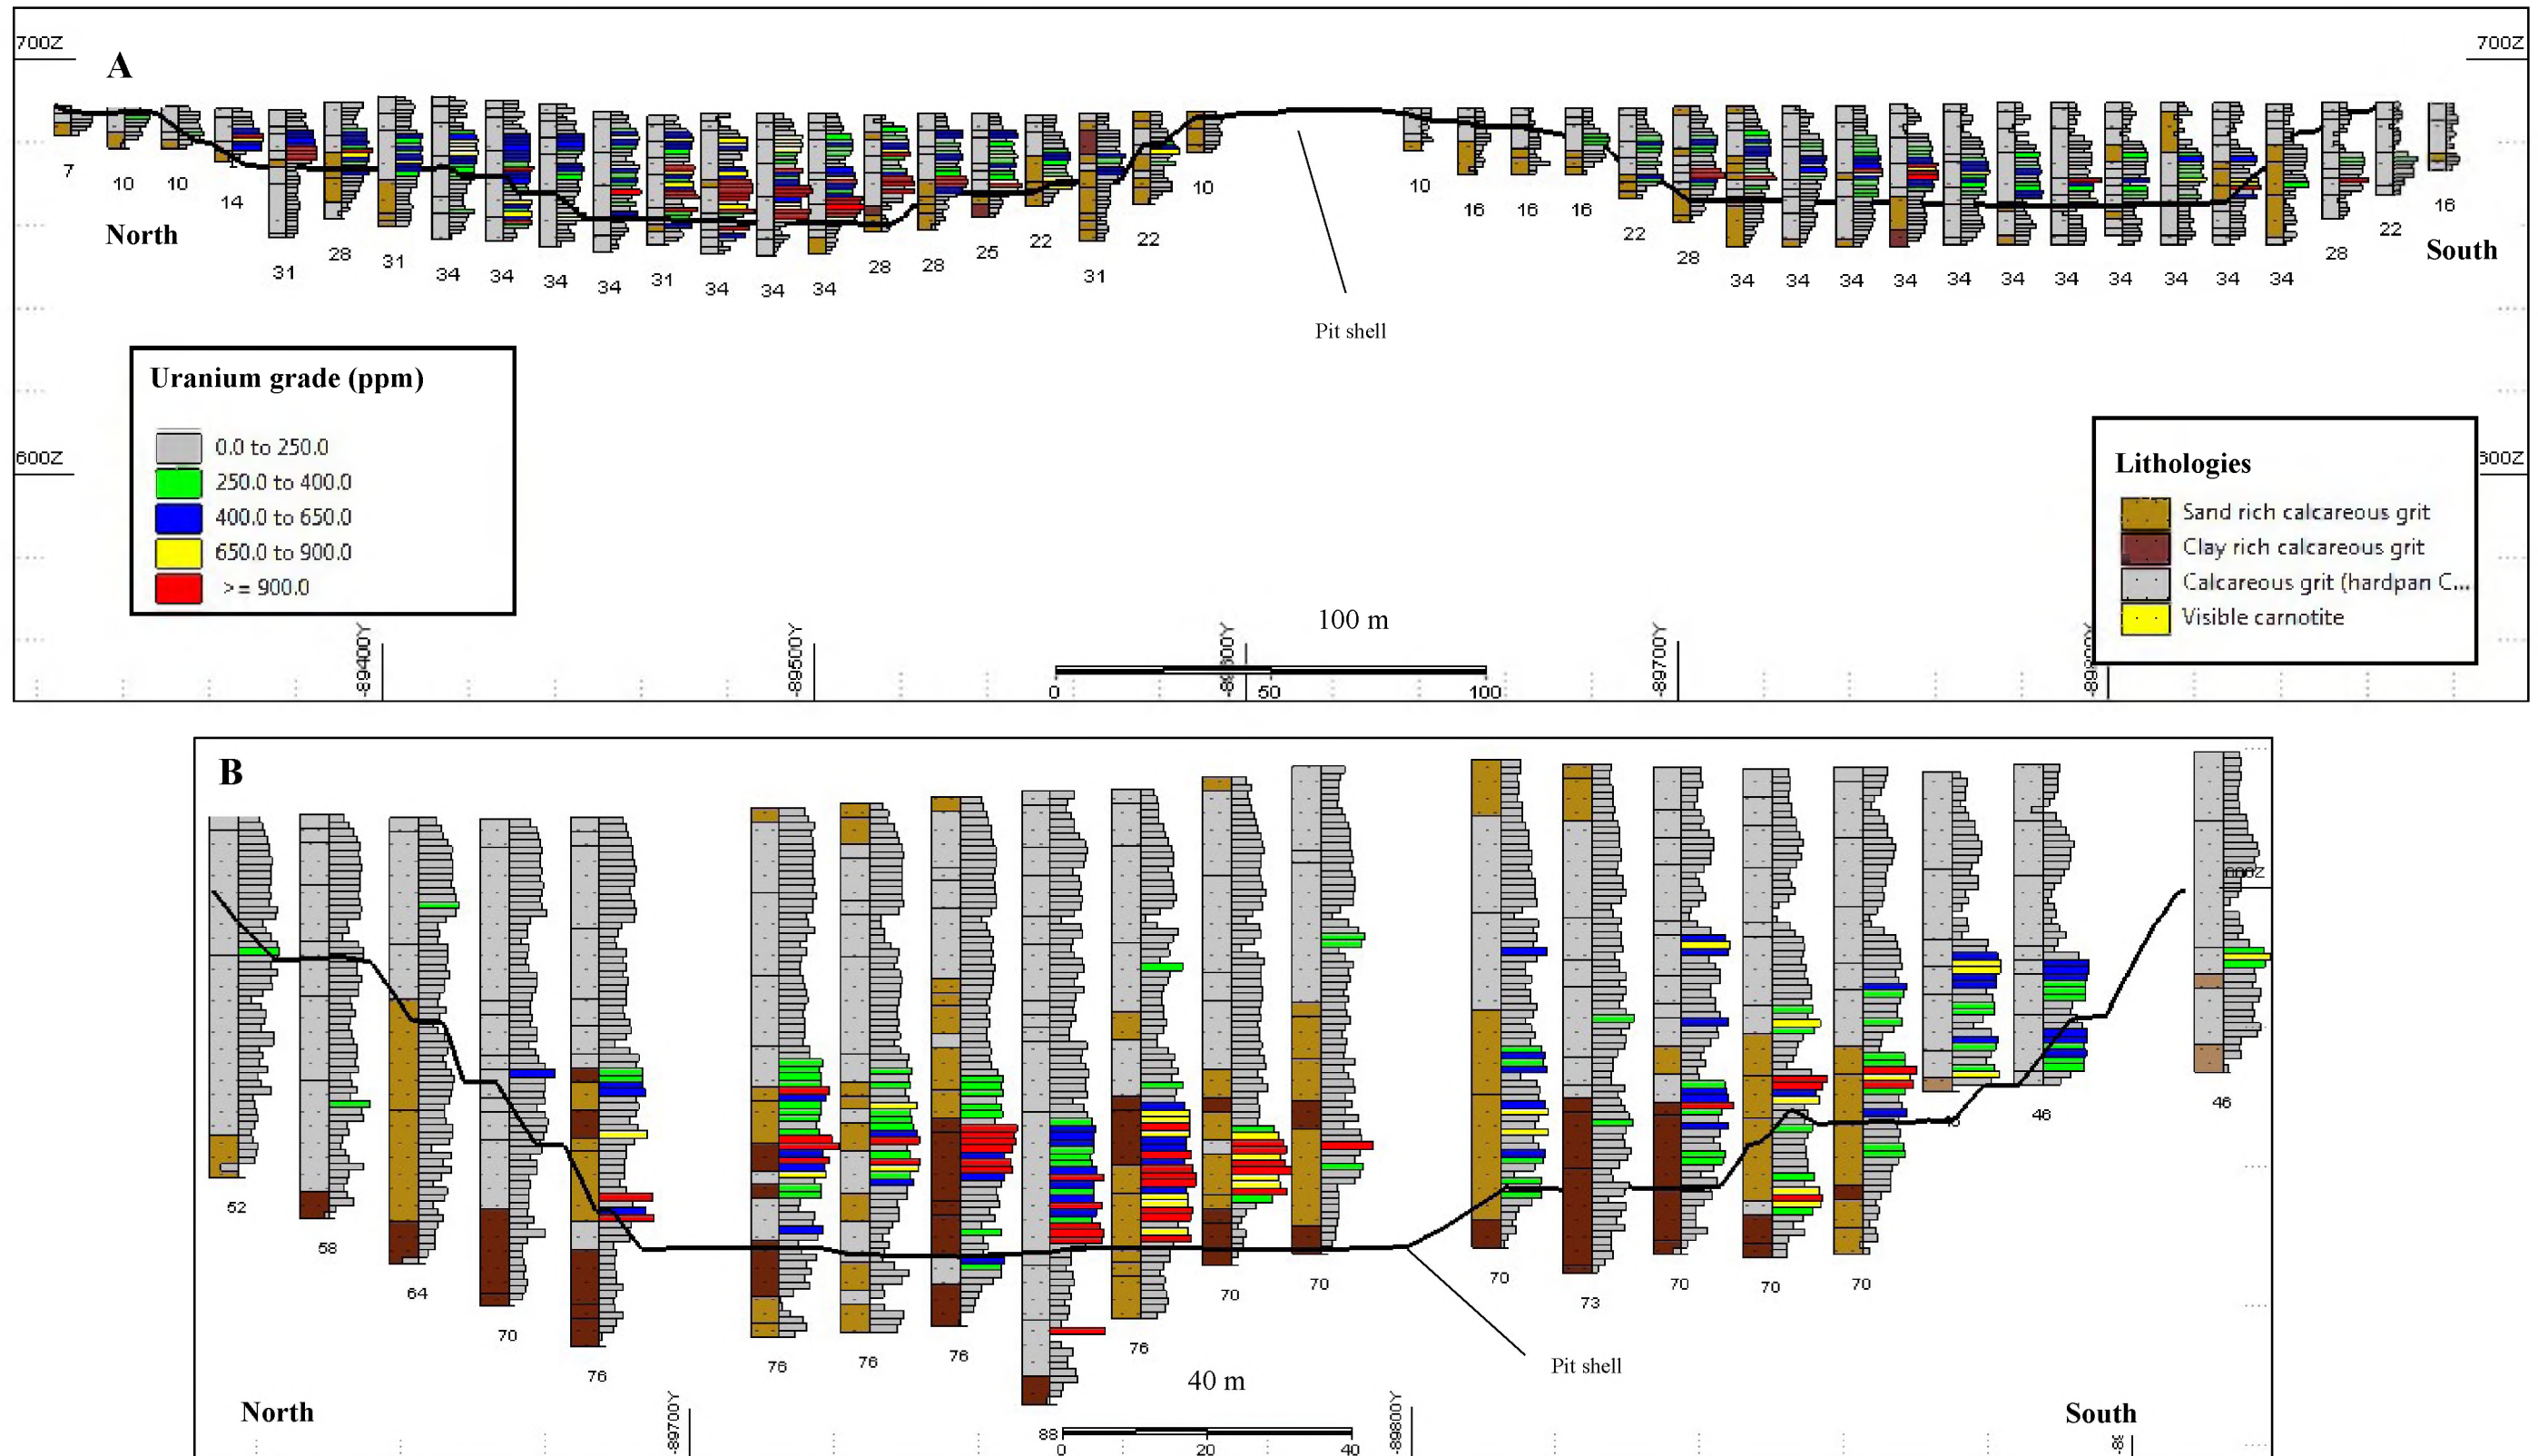 700Z
700Z
A
7
10
10
14
31
28
31
34
34
34
34
31
34
34
34
28
28
25
22
31
22
10
10
16
16
16
22
28
34
34
34
34
34
34
34
34
34
34
34
28
22
16
North
South
Pit shell
Uranium grade (ppm)
0.0 to 250.0
250.0 to 400.0
400.0 to 650.0
650.0 to 900.0
>= 900.0
600Z
600Z
Lithologies
Sand rich calcareous grit
Clay rich calcareous grit
Calcareous grit (hardpan C...
Visible carnotite
100 m
-89400Y
-89500Y
-89600Y
-89700Y
0
50
100
B
52
58
64
70
76
76
76
76
88
76
70
70
70
73
70
70
70
46
46
Pit shell
40 m
North
South
-89700Y
-89800Y
0
20
40